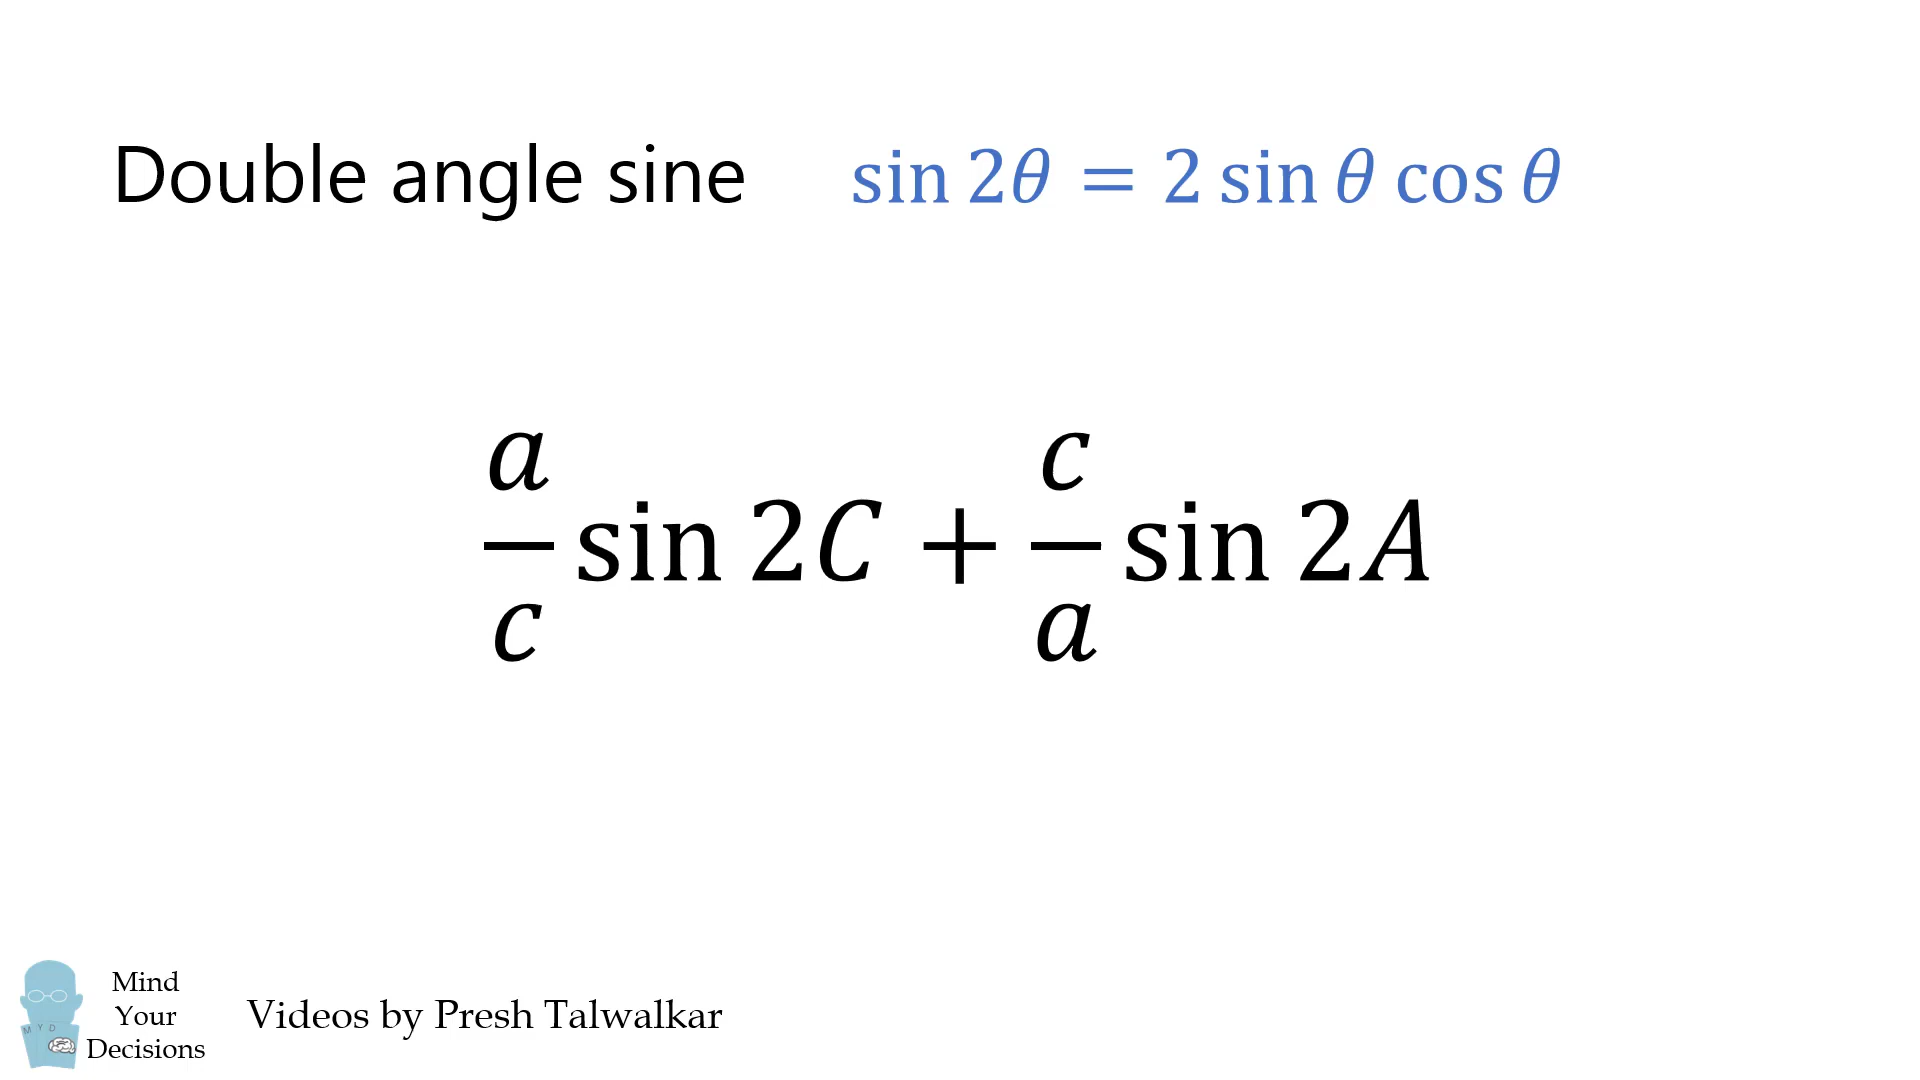 Double angle sine sin 2θ = 2 sin θ cos θ
a/c sin 2C + c/a sin 2A
M Y D
Mind
Your
Decisions
Videos by Presh Talwalkar